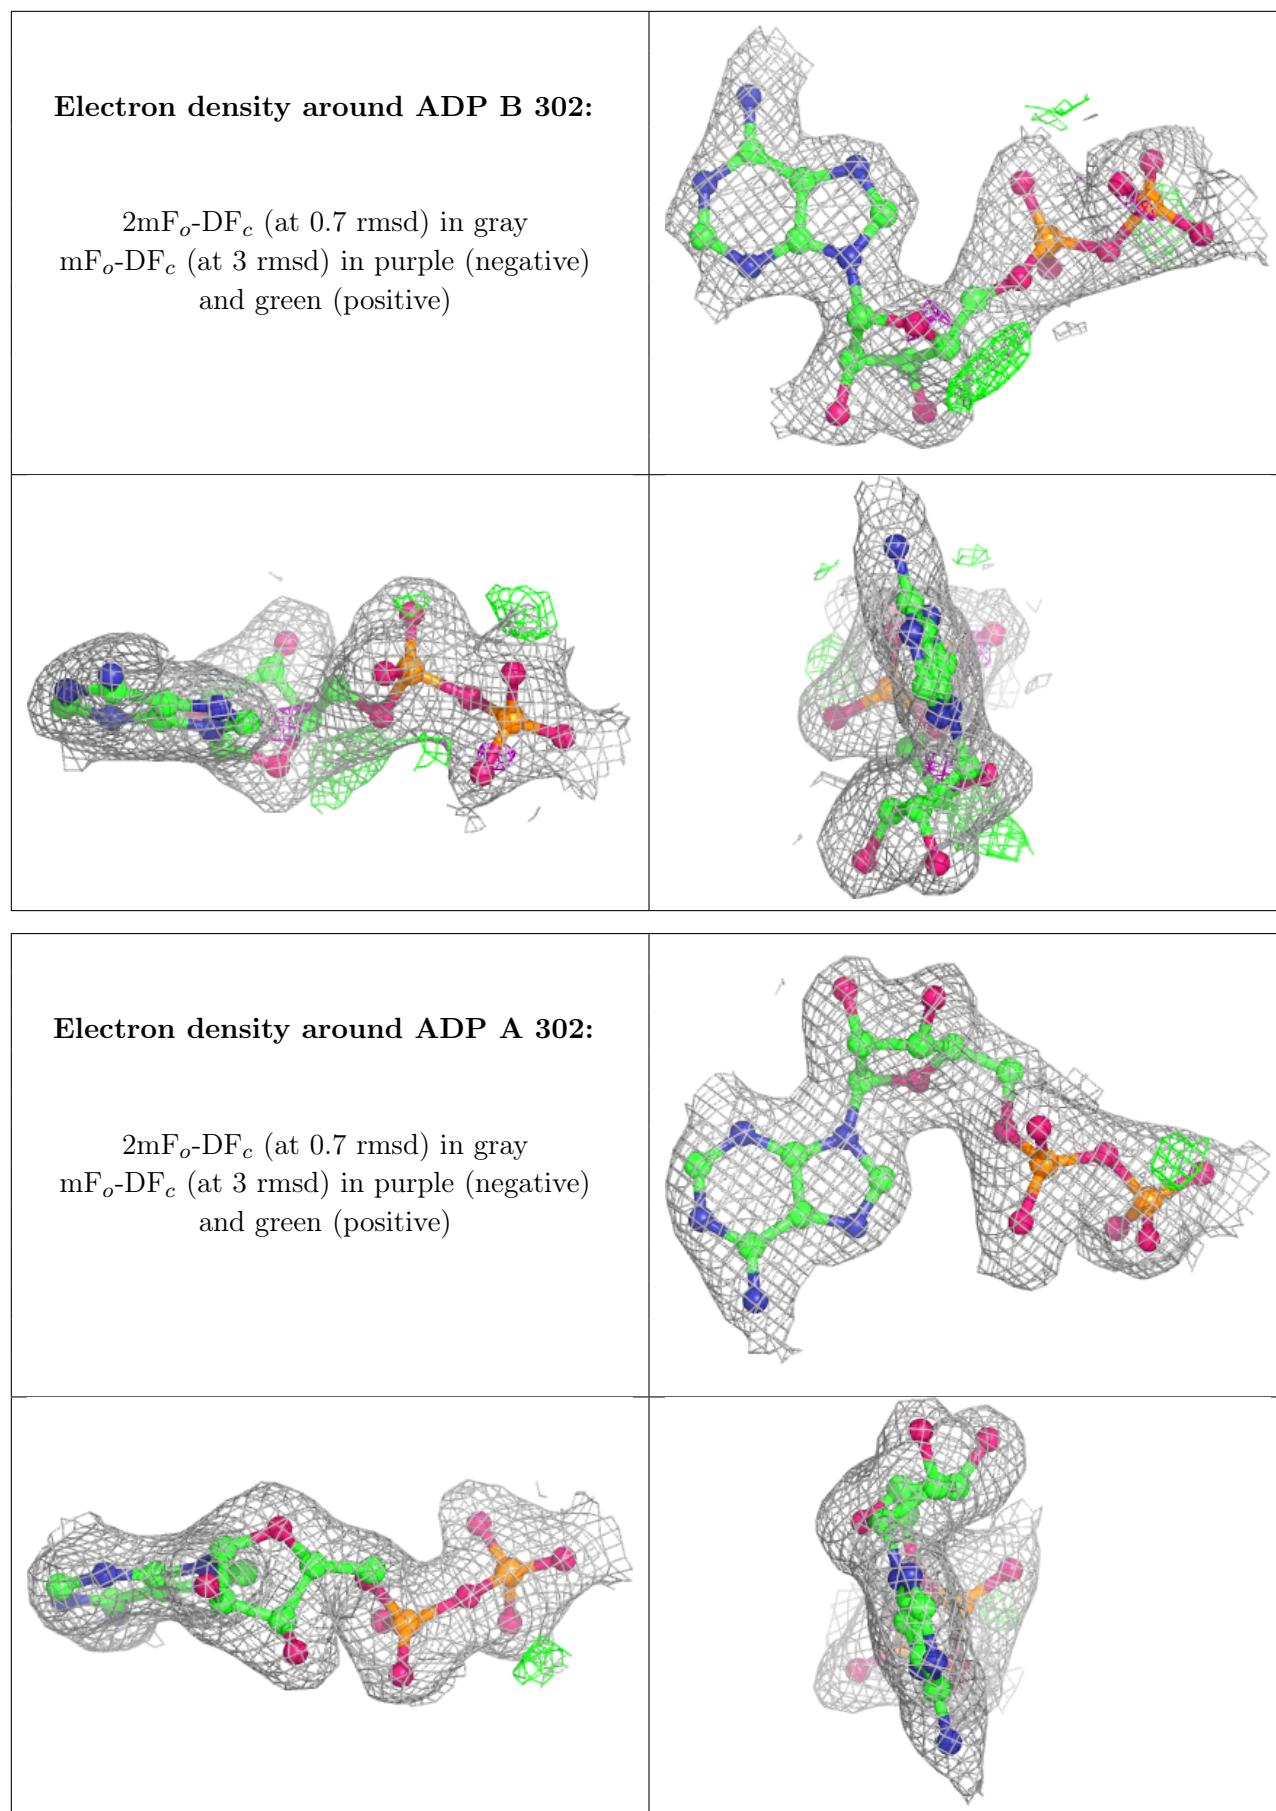 Electron density around ADP B 302:
2mFo-DFc (at 0.7 rmsd) in gray
mFo-DFc (at 3 rmsd) in purple (negative)
and green (positive)
Electron density around ADP A 302:
2mFo-DFc (at 0.7 rmsd) in gray
mFo-DFc (at 3 rmsd) in purple (negative)
and green (positive)